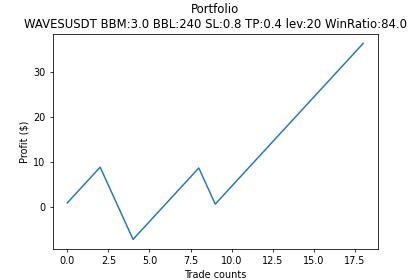 Portfolio
WAVESUSDT BBM:3.0 BBL:240 SL:0.8 TP:0.4 lev:20 WinRatio:84.0
30
20
10
0
Profit ($)
0.0 2.5 5.0 7.5 10.0 12.5 15.0 17.5
Trade counts